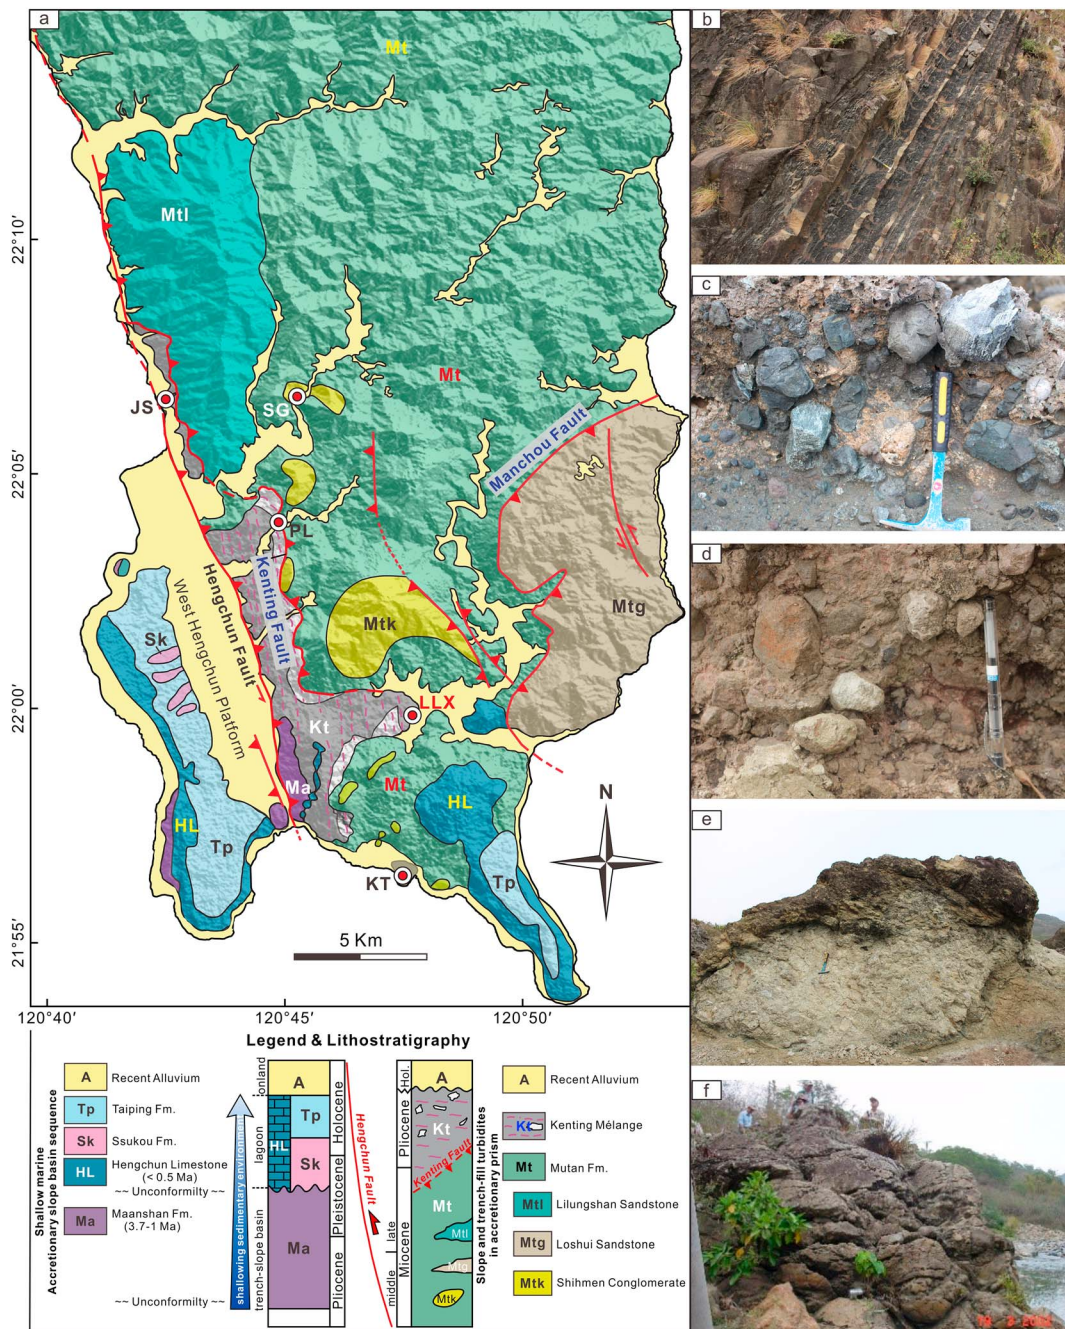 a
Mt
22°10′
Mtl
Mt
JS
SG
Manchou Fault
22°05′
PL
Hengchun Fault
West Hengchun Platform
Kenting Fault
Mtk
Mtg
Sk
22°00′
LLX
Kt
Ma
Mt
HL
HL
Tp
Tp
N
KT
21°55′
5 Km
120°40′
120°45′
120°50′
b
c
d
e
f
Legend & Lithostratigraphy
Shallow marine
Accretionary slope basin sequence
A Recent Alluvium
Tp Taiping Fm.
Sk Ssukou Fm.
HL Hengchun Limestone
(< 0.5 Ma)
~~ Unconformility ~~
Ma Maanshan Fm.
(3.7-1 Ma)
~~ Unconformilty ~~
shallowing sedimentary environment
onland
lagoon
trench-slope basin
A
HL
Tp
Sk
Ma
Holocene
Pleistocene
Pliocene
Hengchun Fault
Hol.
Pliocene
Miocene
late
middle
A
Kt
Kenting Fault
Mt
Mtl
Mtg
Mtk
Slope and trench-fill turbidites
in accretionary prism
A Recent Alluvium
Kt Kenting Mélange
Mt Mutan Fm.
Mtl Lilungshan Sandstone
Mtg Loshui Sandstone
Mtk Shihmen Conglomerate